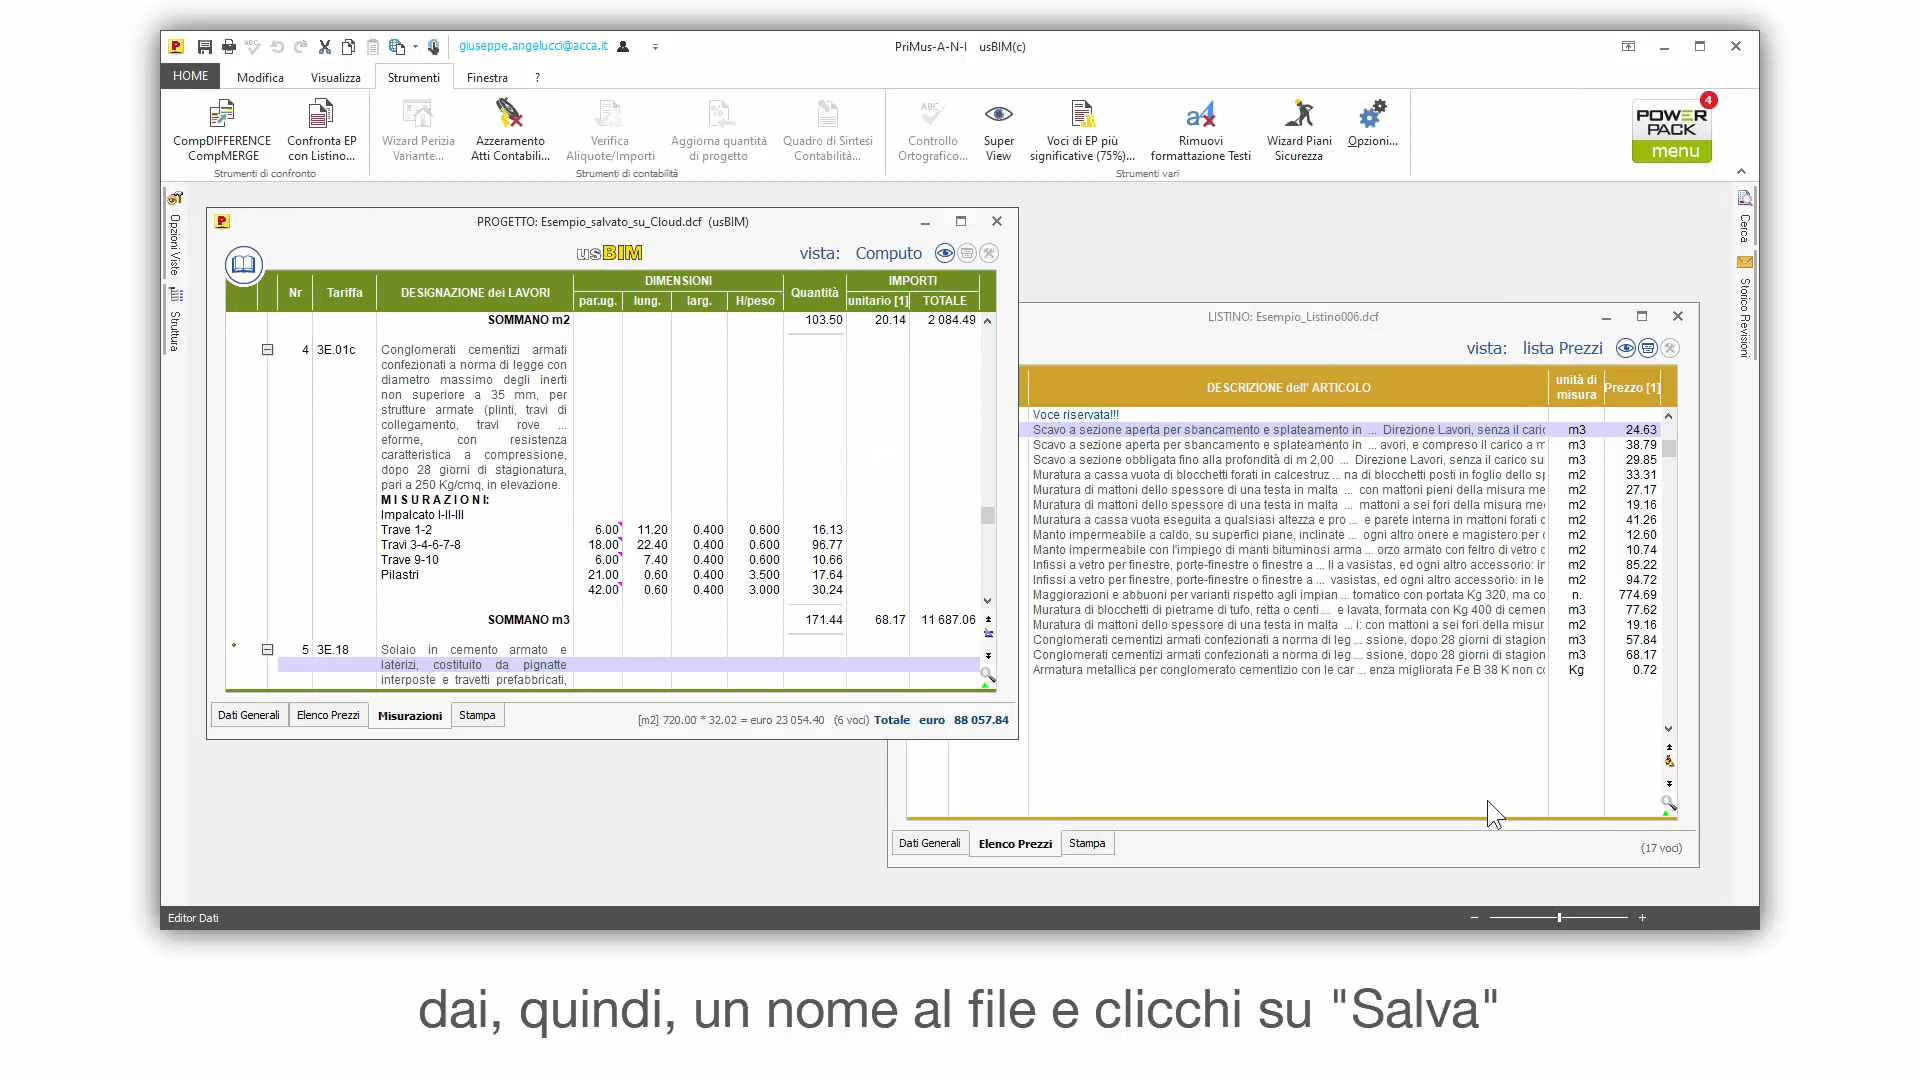 giuseppe.angelucci@acca.it
PriMus-A-N-I usBIM(c)
HOME Modifica Visualizza Strumenti Finestra ?
CompDIFFERENCE
CompMERGE
Confronta EP
con Listino...
Strumenti di confronto
Wizard Perizia
Variante...
Azzeramento
Atti Contabili...
Verifica
Aliquote/Importi
Aggiorna quantità
di progetto
Quadro di Sintesi
Contabilità...
Strumenti di contabilità
ABC
Controllo
Ortografico...
Super
View
Voci di EP più
significative (75%)...
Rimuovi
formattazione Testi
Wizard Piani
Sicurezza
Opzioni...
Strumenti vari
POWER
PACK
menu
4
Opzioni Viste
Struttura
Cerca
Storico Revisioni
PROGETTO: Esempio_salvato_su_Cloud.dcf (usBIM)
usBIM
vista: Computo
Nr Tariffa DESIGNAZIONE dei LAVORI DIMENSIONI Quantità IMPORTI
par.ug. lung. larg. H/peso unitario [1] TOTALE
SOMMANO m2 103.50 20.14 2 084.49
4 3E.01c Conglomerati cementizi armati
confezionati a norma di legge con
diametro massimo degli inerti
non superiore a 35 mm, per
strutture armate (plinti, travi di
collegamento, travi rove ...
eforme, con resistenza
caratteristica a compressione,
dopo 28 giorni di stagionatura,
pari a 250 Kg/cmq, in elevazione.
M I S U R A Z I O N I:
Impalcato I-II-III
Trave 1-2 6.00 11.20 0.400 0.600 16.13
Travi 3-4-6-7-8 18.00 22.40 0.400 0.600 96.77
Trave 9-10 6.00 7.40 0.400 0.600 10.66
Pilastri 21.00 0.60 0.400 3.500 17.64
42.00 0.60 0.400 3.000 30.24
SOMMANO m3 171.44 68.17 11 687.06
5 3E.18 Solaio in cemento armato e
laterizi, costituito da pignatte
interposte e travetti prefabbricati,
Dati Generali Elenco Prezzi Misurazioni Stampa
[m2] 720.00 * 32.02 = euro 23 054.40 (6 voci) Totale euro 88 057.84
LISTINO: Esempio_Listino006.dcf
vista: lista Prezzi
DESCRIZIONE dell' ARTICOLO unità di misura Prezzo [1]
Voce riservata!!!
Scavo a sezione aperta per sbancamento e splateamento in ... Direzione Lavori, senza il caric m3 24.63
Scavo a sezione aperta per sbancamento e splateamento in ... avori, e compreso il carico a m m3 38.79
Scavo a sezione obbligata fino alla profondità di m 2,00 ... Direzione Lavori, senza il carico su m3 29.85
Muratura a cassa vuota di blocchetti forati in calcestruz ... na di blocchetti posti in foglio dello sp m2 33.31
Muratura di mattoni dello spessore di una testa in malta ... con mattoni pieni della misura me m2 27.17
Muratura di mattoni dello spessore di una testa in malta ... mattoni a sei fori della misura me m2 19.16
Muratura a cassa vuota eseguita a qualsiasi altezza e pro ... e parete interna in mattoni forati c m2 41.26
Manto impermeabile a caldo, su superfici piane, inclinate ... ogni altro onere e magistero per c m2 12.60
Manto impermeabile con l'impiego di manti bituminosi arma ... orzo armato con feltro di vetro c m2 10.74
Infissi a vetro per finestre, porte-finestre o finestre a ... li a vasistas, ed ogni altro accessorio: in m2 85.22
Infissi a vetro per finestre, porte-finestre o finestre a ... vasistas, ed ogni altro accessorio: in le m2 94.72
Maggiorazioni e abbuoni per varianti rispetto agli impian ... tomatico con portata Kg 320, ma co n. 774.69
Muratura di blocchetti di pietrame di tufo, retta o centi ... e lavata, formata con Kg 400 di cemen m3 77.62
Muratura di mattoni dello spessore di una testa in malta ... i: con mattoni a sei fori della misur m2 19.16
Conglomerati cementizi armati confezionati a norma di leg ... ssione, dopo 28 giorni di stagion m3 57.84
Conglomerati cementizi armati confezionati a norma di leg ... ssione, dopo 28 giorni di stagion m3 68.17
Armatura metallica per conglomerato cementizio con le car ... enza migliorata Fe B 38 K non co Kg 0.72
Dati Generali Elenco Prezzi Stampa
(17 voci)
Editor Dati
dai, quindi, un nome al file e clicchi su "Salva"